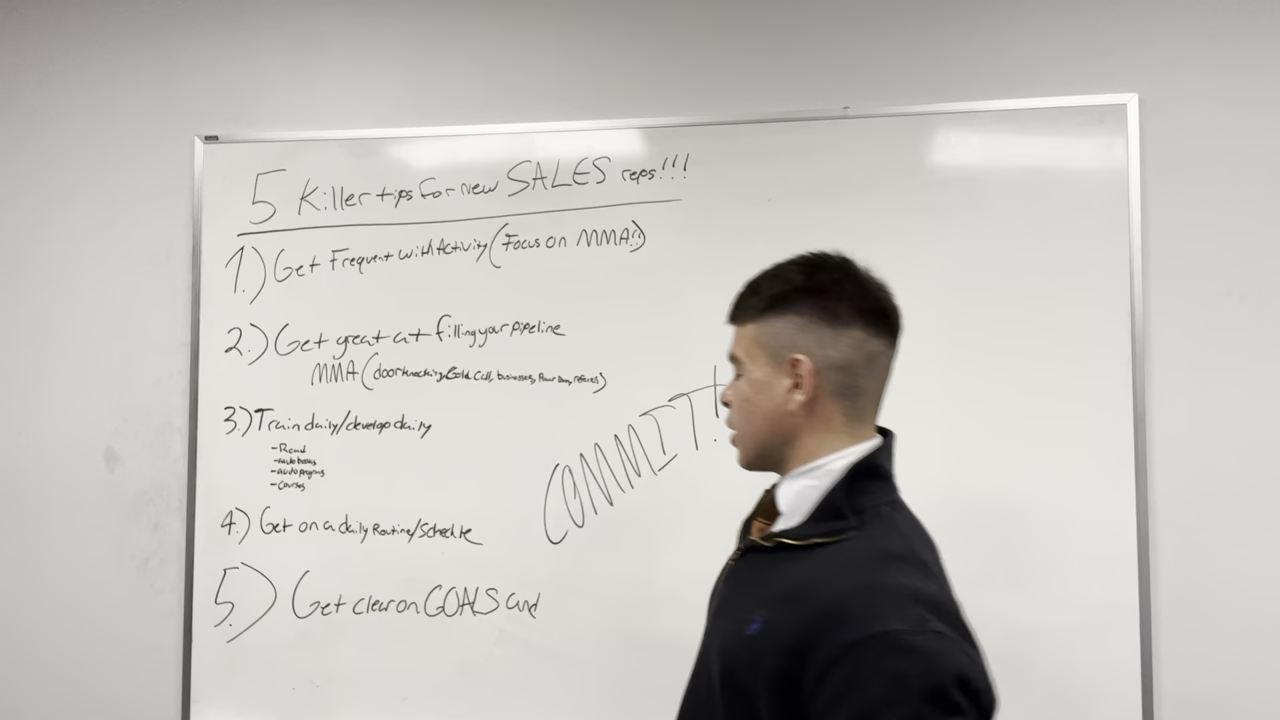 5 Killer tips for new SALES reps!!!
1.) Get Frequent with Activity (Focus on MMA!!)
2.) Get great at filling your pipeline
MMA (door knocking, Cold Call, businesses, Power Day, referrals)
3.) Train daily/develop daily
- Read
- Audio books
- Audio programs
- Courses
4.) Get on a daily Routine/Schedule
COMMIT!
5.) Get clear on GOALS and